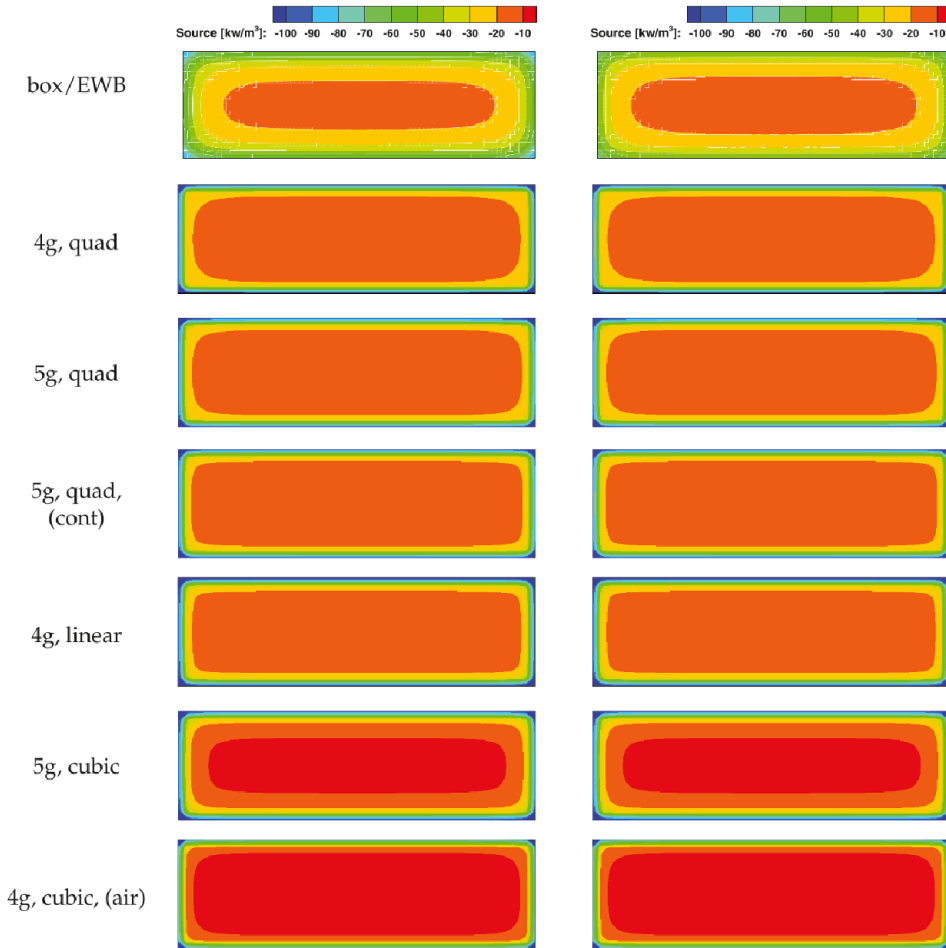 Source [kw/m³]: -100 -90 -80 -70 -60 -50 -40 -30 -20 -10
Source [kw/m³]: -100 -90 -80 -70 -60 -50 -40 -30 -20 -10
box/EWB
4g, quad
5g, quad
5g, quad,
(cont)
4g, linear
5g, cubic
4g, cubic, (air)